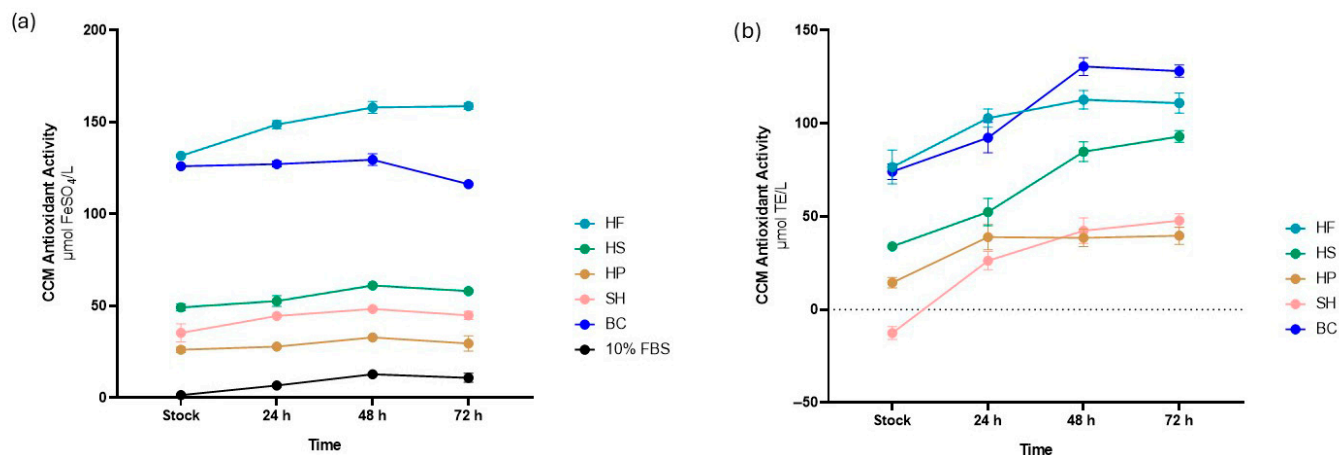 (a)
200
150
100
50
0
CCM Antioxidant Activity
µmol FeSO₄/L
Stock 24 h 48 h 72 h
Time
HF
HS
HP
SH
BC
10% FBS
(b)
150
100
50
0
–50
CCM Antioxidant Activity
µmol TE/L
Stock 24 h 48 h 72 h
Time
HF
HS
HP
SH
BC